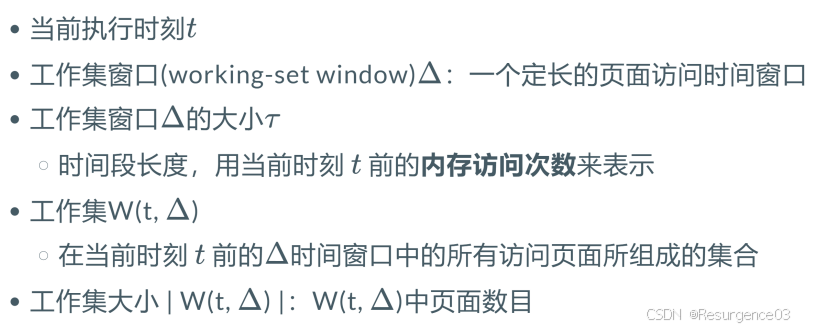 • 当前执行时刻t
• 工作集窗口(working-set window)Δ：一个定长的页面访问时间窗口
• 工作集窗口Δ的大小τ
○ 时间段长度，用当前时刻 t 前的内存访问次数来表示
• 工作集W(t, Δ)
○ 在当前时刻 t 前的Δ时间窗口中的所有访问页面所组成的集合
• 工作集大小 | W(t, Δ) |：W(t, Δ)中页面数目
CSDN @Resurgence03